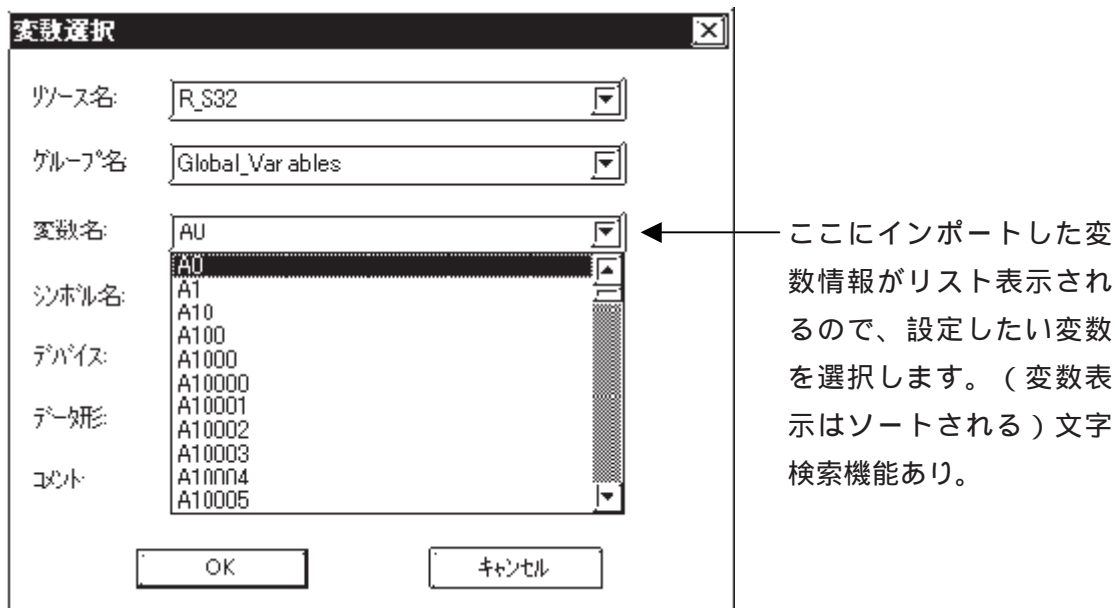 変数選択
リソース名:
R_S32
グループ名
Global_Var ables
変数名:
AU
A0
A1
A10
A100
A1000
A10000
A10001
A10002
A10003
A10004
A10005
シンボル名:
デバイス:
データ形:
コメント:
OK
キャンセル
ここにインポートした変
数情報がリスト表示され
るので、設定したい変数
を選択します。（変数表
示はソートされる）文字
検索機能あり。